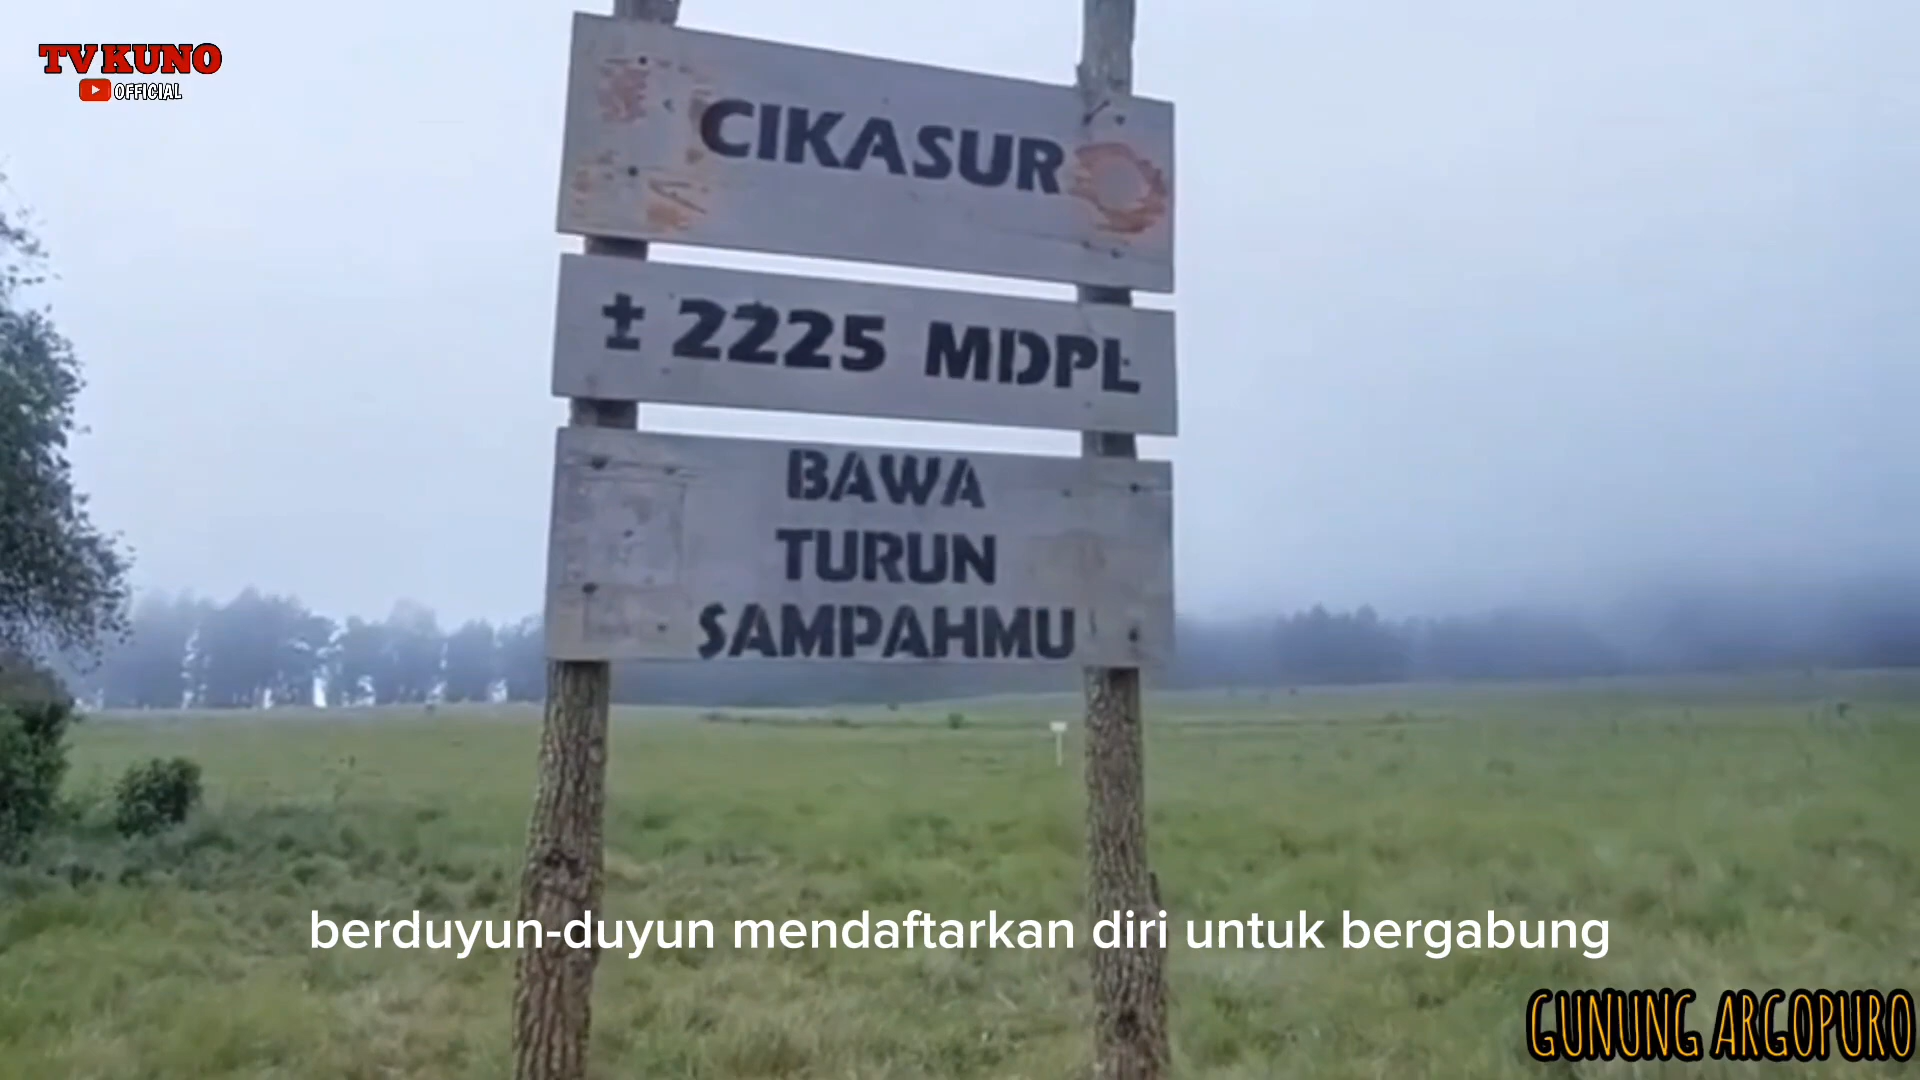 TV KUNO
OFFICIAL
CIKASUR
± 2225 MDPL
BAWA
TURUN
SAMPAHMU
berduyun-duyun mendaftarkan diri untuk bergabung
GUNUNG ARGOPURO